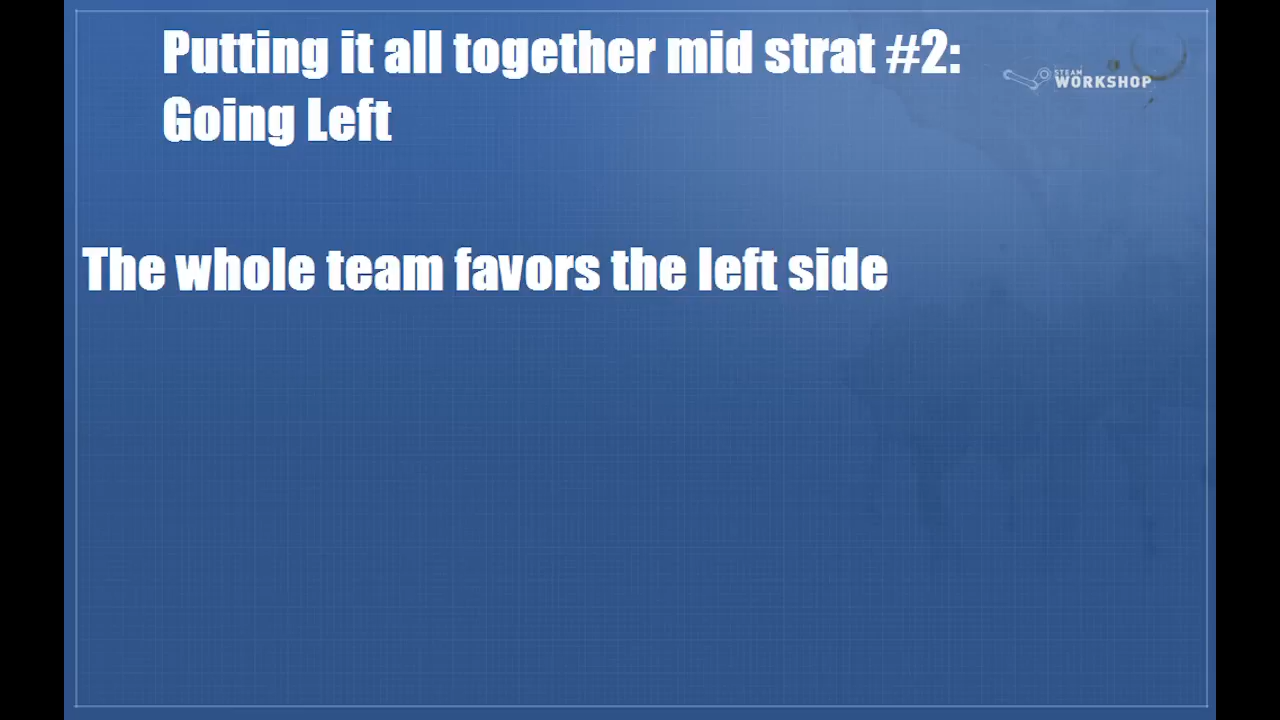 Putting it all together mid strat #2:
Going Left
STEAM
WORKSHOP
The whole team favors the left side